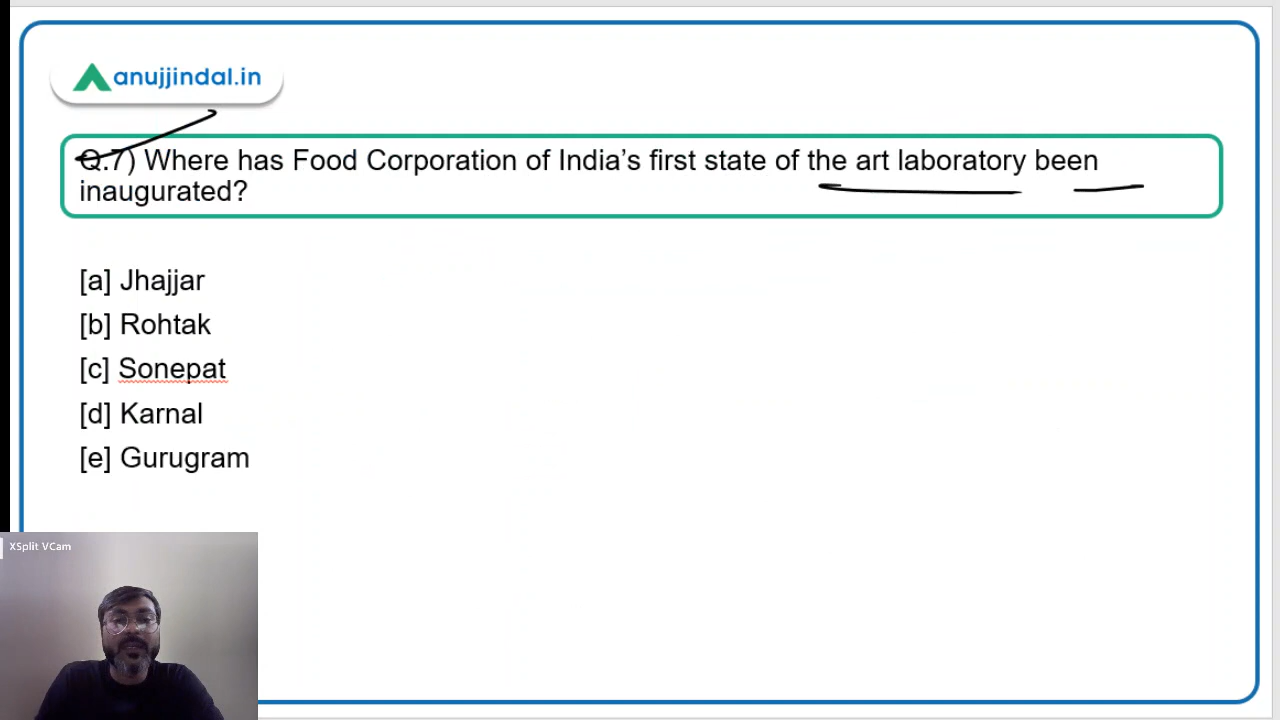 anujjindal.in
Q.7) Where has Food Corporation of India’s first state of the art laboratory been
inaugurated?
[a] Jhajjar
[b] Rohtak
[c] Sonepat
[d] Karnal
[e] Gurugram
XSplit VCam